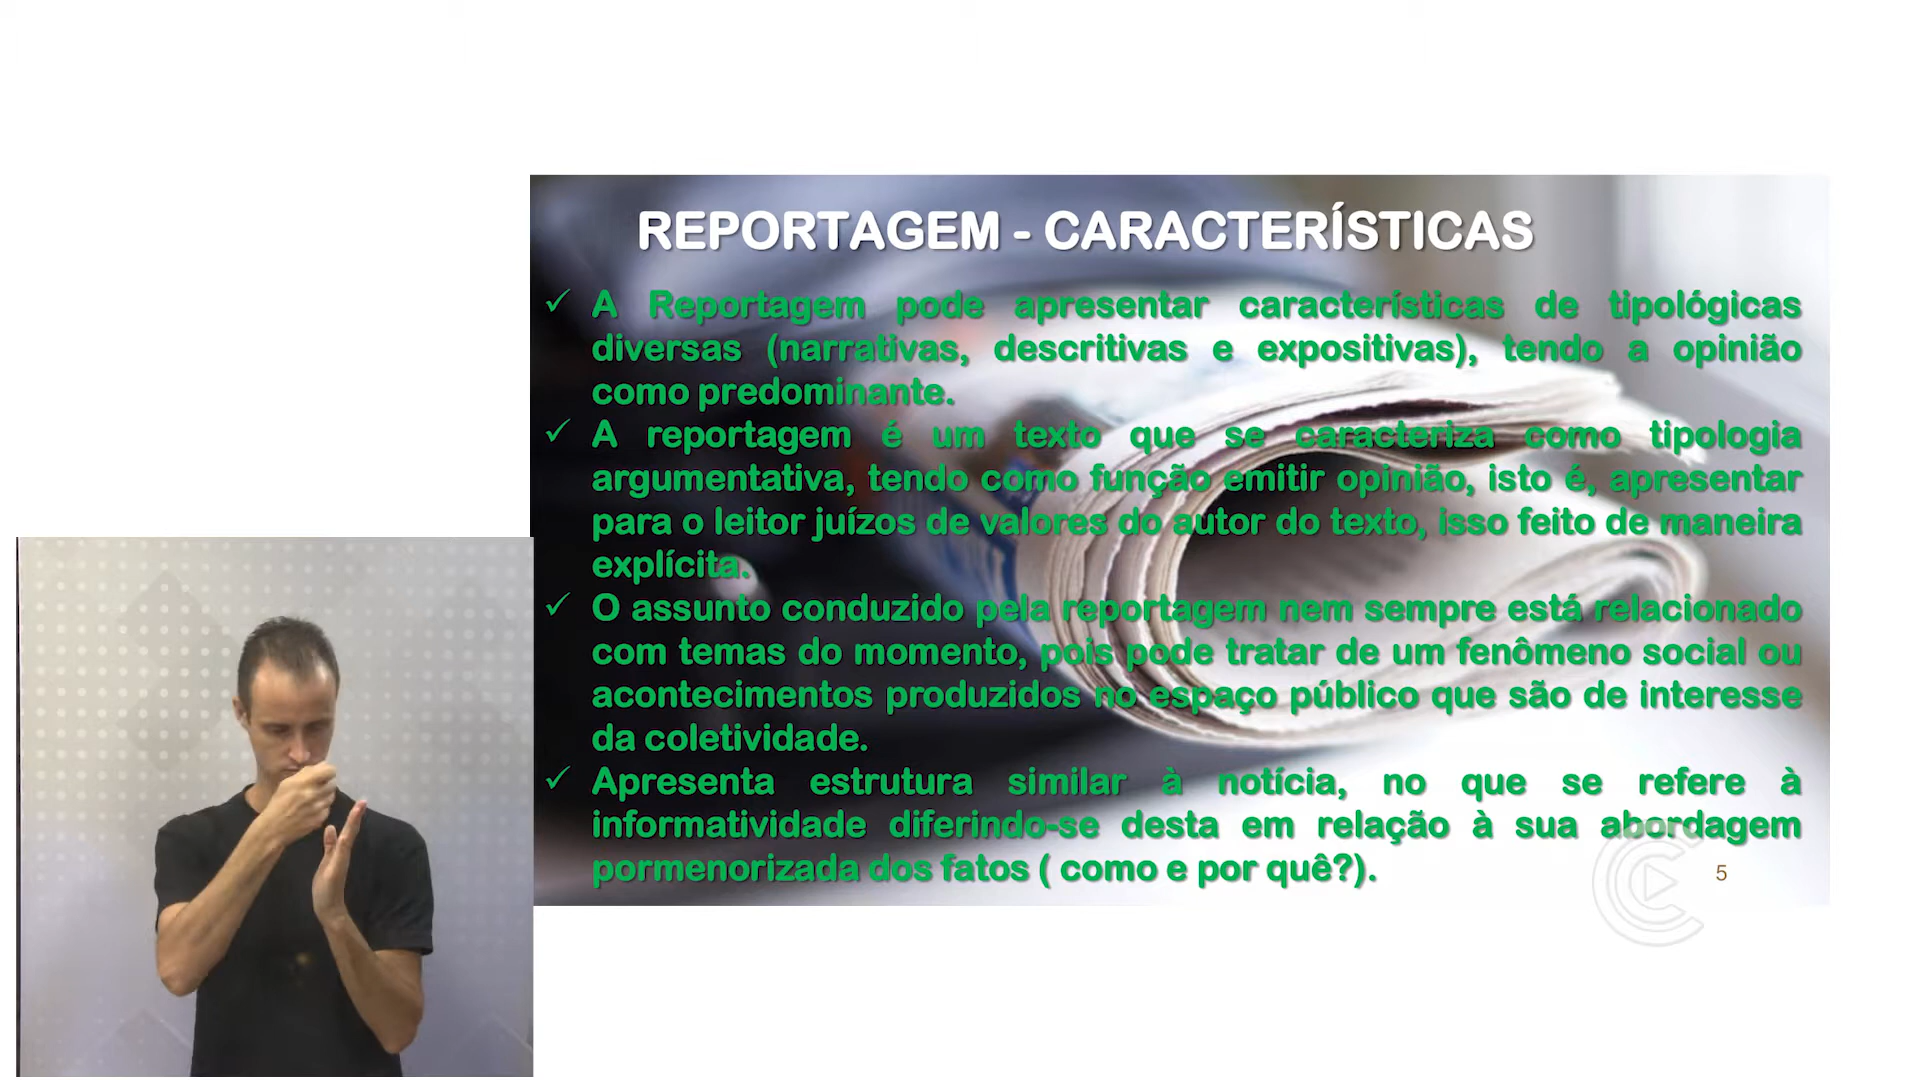 REPORTAGEM - CARACTERÍSTICAS
✓ A Reportagem pode apresentar características de tipológicas
diversas (narrativas, descritivas e expositivas), tendo a opinião
como predominante.
✓ A reportagem é um texto que se caracteriza como tipologia
argumentativa, tendo como função emitir opinião, isto é, apresentar
para o leitor juízos de valores do autor do texto, isso feito de maneira
explícita.
✓ O assunto conduzido pela reportagem nem sempre está relacionado
com temas do momento, pois pode tratar de um fenômeno social ou
acontecimentos produzidos no espaço público que são de interesse
da coletividade.
✓ Apresenta estrutura similar à notícia, no que se refere à
informatividade diferindo-se desta em relação à sua abordagem
pormenorizada dos fatos ( como e por quê?).
5